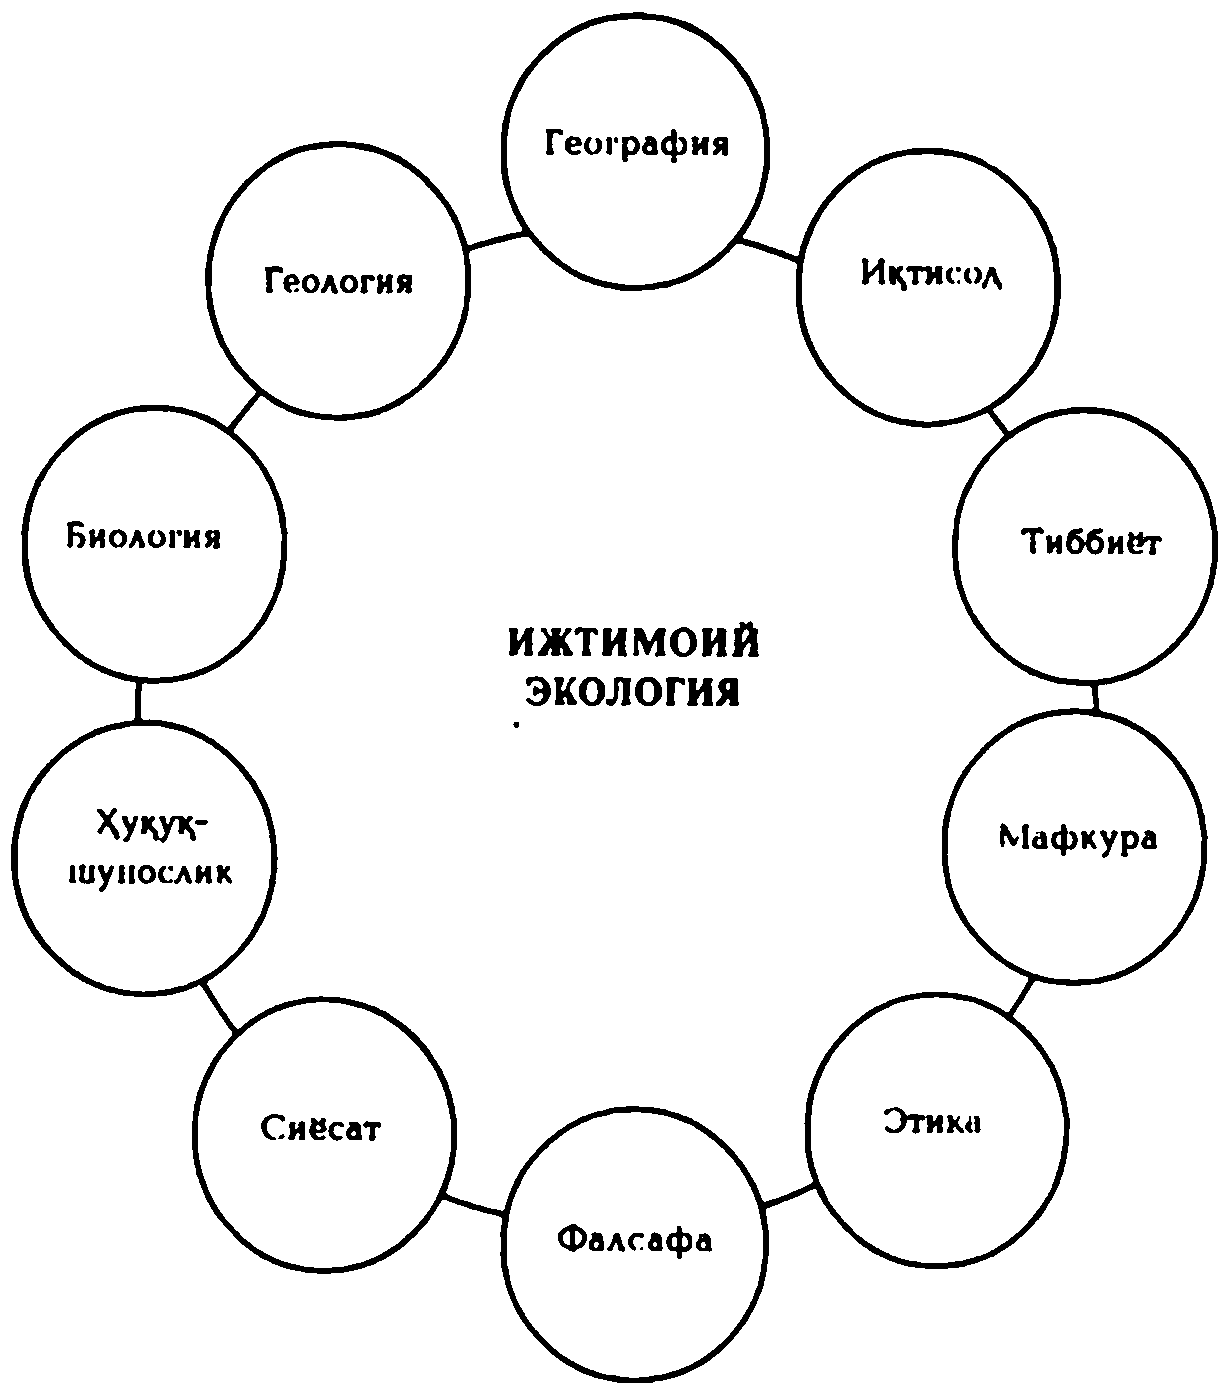 География
Геология
Иқтисод
Биология
Тиббиёт
ИЖТИМОИЙ
ЭКОЛОГИЯ
Ҳуқуқ-
шунослик
Мафкура
Сиёсат
Этика
Фалсафа